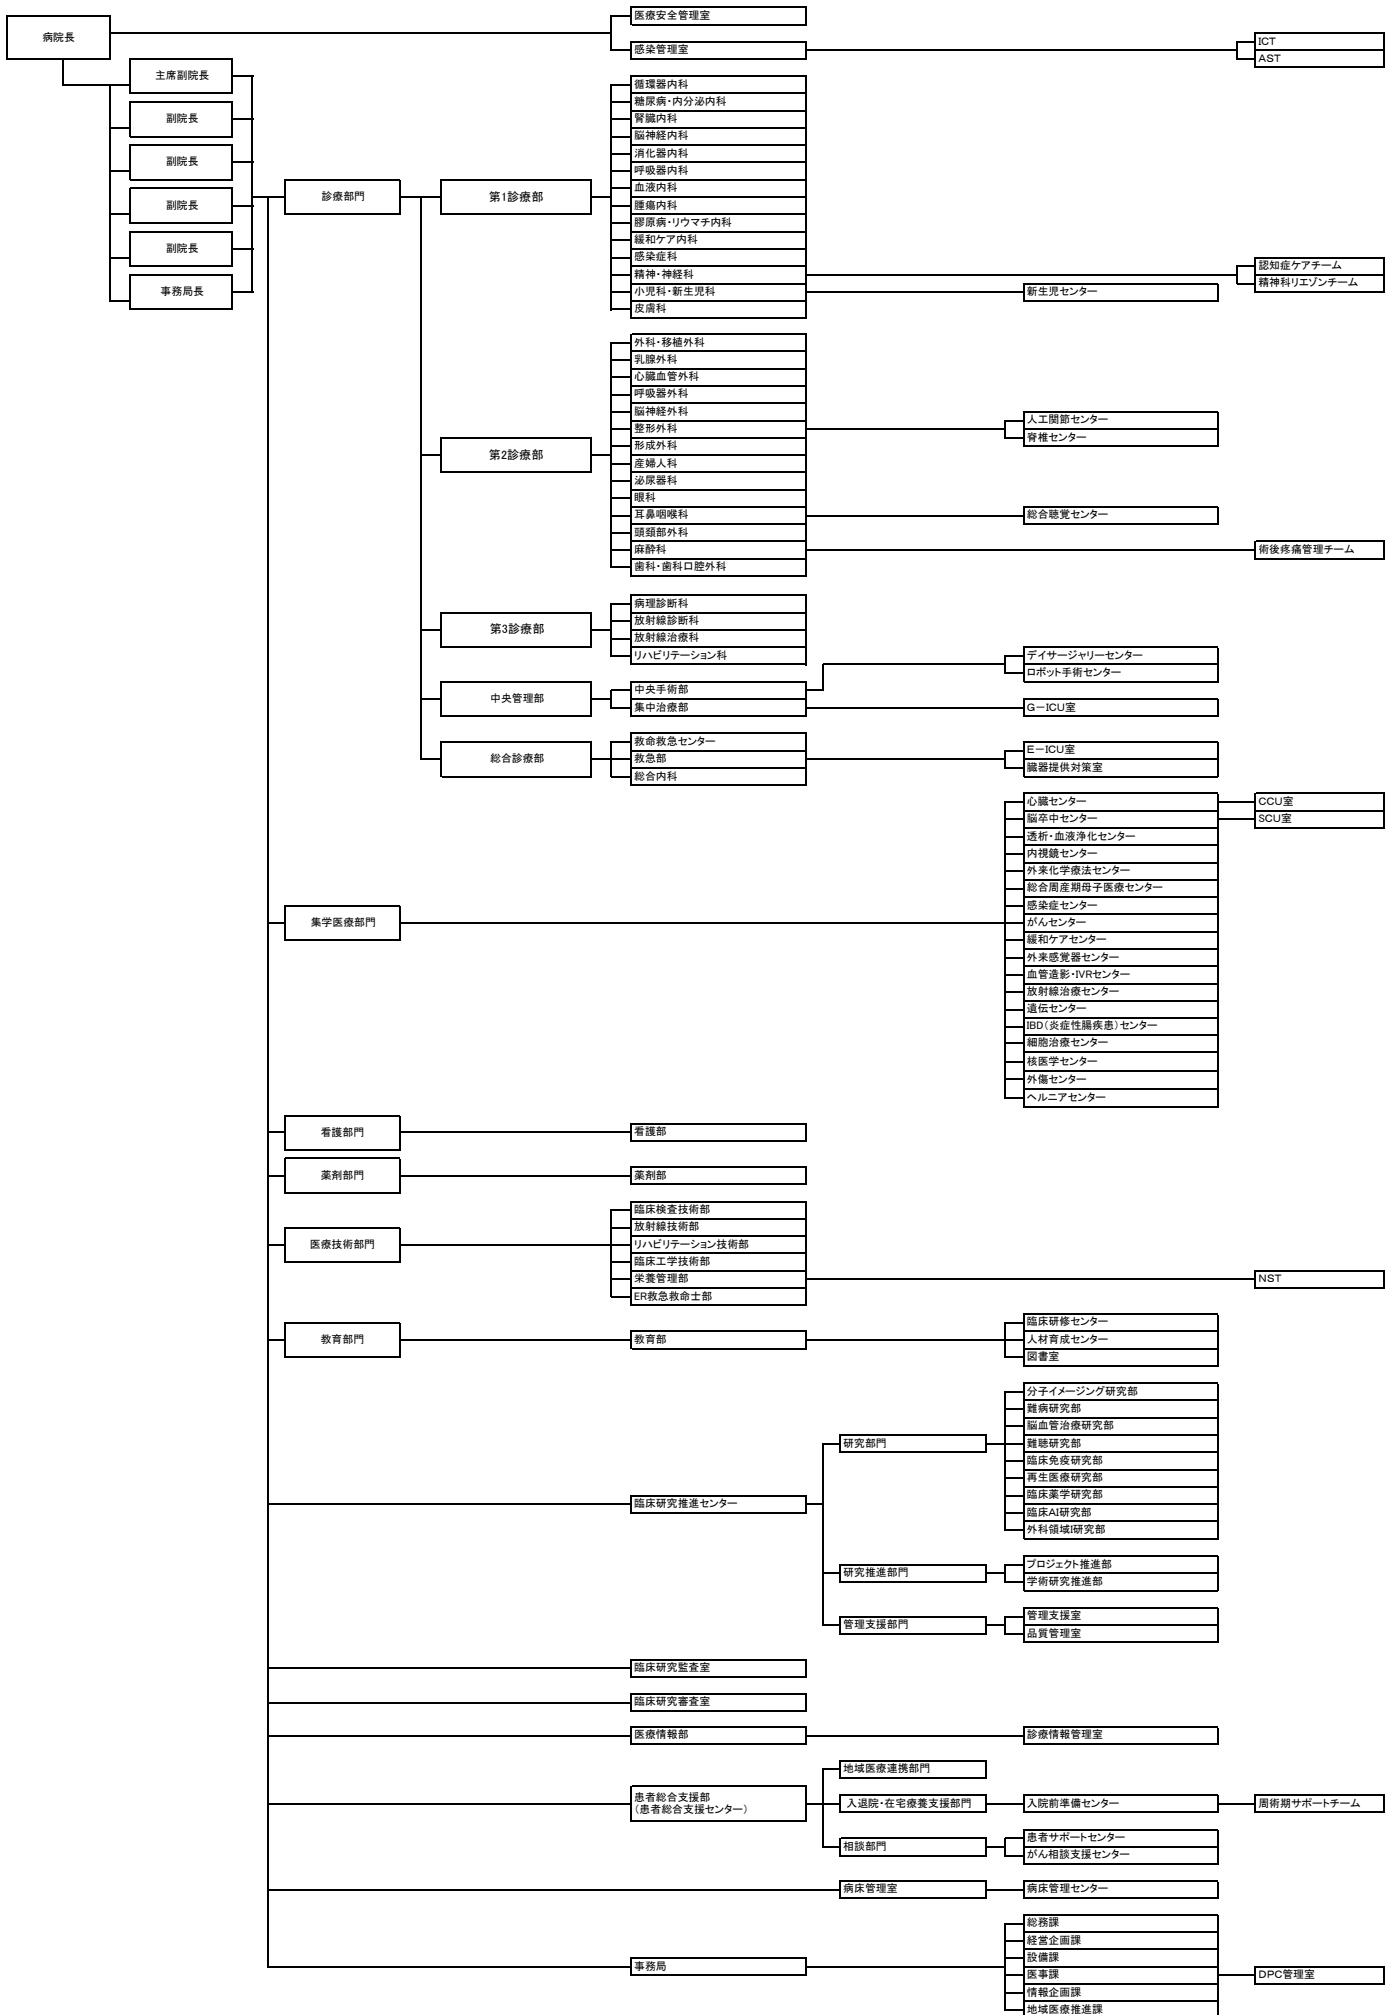 病院長
医療安全管理室
感染管理室
ICT
AST
主席副院長
副院長
副院長
副院長
副院長
事務局長
診療部門
第1診療部
循環器内科
糖尿病・内分泌内科
腎臓内科
脳神経内科
消化器内科
呼吸器内科
血液内科
腫瘍内科
膠原病・リウマチ内科
緩和ケア内科
感染症科
精神・神経科
認知症ケアチーム
精神科リエゾンチーム
小児科・新生児科
新生児センター
皮膚科
第2診療部
外科・移植外科
乳腺外科
心臓血管外科
呼吸器外科
脳神経外科
整形外科
人工関節センター
脊椎センター
形成外科
産婦人科
泌尿器科
眼科
耳鼻咽喉科
総合聴覚センター
頭頚部外科
麻酔科
術後疼痛管理チーム
歯科・歯科口腔外科
第3診療部
病理診断科
放射線診断科
放射線治療科
リハビリテーション科
中央管理部
中央手術部
デイサージャリーセンター
ロボット手術センター
集中治療部
G－ICU室
総合診療部
救命救急センター
救急部
総合内科
E－ICU室
臓器提供対策室
集学医療部門
心臓センター
CCU室
脳卒中センター
SCU室
透析・血液浄化センター
内視鏡センター
外来化学療法センター
総合周産期母子医療センター
感染症センター
がんセンター
緩和ケアセンター
外来感覚器センター
血管造影・IVRセンター
放射線治療センター
遺伝センター
IBD（炎症性腸疾患）センター
細胞治療センター
核医学センター
外傷センター
ヘルニアセンター
看護部門
看護部
薬剤部門
薬剤部
医療技術部門
臨床検査技術部
放射線技術部
リハビリテーション技術部
臨床工学技術部
栄養管理部
NST
ER救急救命士部
教育部門
教育部
臨床研修センター
人材育成センター
図書室
臨床研究推進センター
研究部門
分子イメージング研究部
難病研究部
脳血管治療研究部
難聴研究部
臨床免疫研究部
再生医療研究部
臨床薬学研究部
臨床AI研究部
外科領域I研究部
研究推進部門
プロジェクト推進部
学術研究推進部
管理支援部門
管理支援室
品質管理室
臨床研究監査室
臨床研究審査室
医療情報部
診療情報管理室
患者総合支援部
（患者総合支援センター）
地域医療連携部門
入退院・在宅療養支援部門
入院前準備センター
周術期サポートチーム
相談部門
患者サポートセンター
がん相談支援センター
病床管理室
病床管理センター
事務局
総務課
経営企画課
設備課
医事課
DPC管理室
情報企画課
地域医療推進課